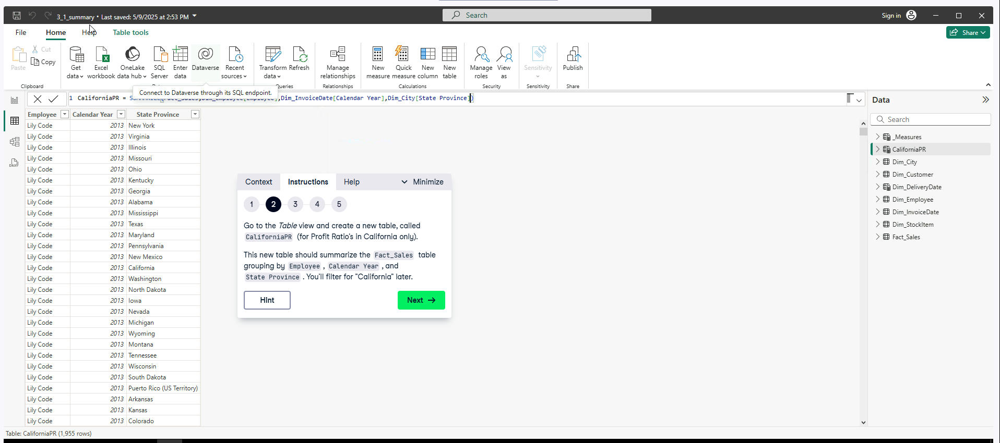 3_1_summary • Last saved: 5/9/2025 at 2:53 PM
Search
Sign in
File
Home
Help
Table tools
Share
Paste
Cut
Copy
Get data
Excel workbook
OneLake data hub
SQL Server
Enter data
Dataverse
Recent sources
Transform data
Refresh
Manage relationships
New measure
Quick measure
New column
New table
Manage roles
View as
Sensitivity
Publish
Clipboard
Queries
Relationships
Calculations
Security
Sensitivity
Share
Connect to Dataverse through its SQL endpoint.
1 CaliforniaPR = ,Dim_InvoiceDate[Calendar Year],Dim_City[State Province])
Employee Calendar Year State Province
Lily Code 2013 New York
Lily Code 2013 Virginia
Lily Code 2013 Illinois
Lily Code 2013 Missouri
Lily Code 2013 Ohio
Lily Code 2013 Kentucky
Lily Code 2013 Georgia
Lily Code 2013 Alabama
Lily Code 2013 Mississippi
Lily Code 2013 Texas
Lily Code 2013 Maryland
Lily Code 2013 Pennsylvania
Lily Code 2013 New Mexico
Lily Code 2013 California
Lily Code 2013 Washington
Lily Code 2013 North Dakota
Lily Code 2013 Iowa
Lily Code 2013 Nevada
Lily Code 2013 Michigan
Lily Code 2013 Wyoming
Lily Code 2013 Montana
Lily Code 2013 Tennessee
Lily Code 2013 Wisconsin
Lily Code 2013 South Dakota
Lily Code 2013 Puerto Rico (US Territory)
Lily Code 2013 Arkansas
Lily Code 2013 Kansas
Lily Code 2013 Colorado
Context
Instructions
Help
Minimize
1 2 3 4 5
Go to the Table view and create a new table, called
CaliforniaPR (for Profit Ratio's in California only).
This new table should summarize the Fact_Sales table
grouping by Employee , Calendar Year , and
State Province . You'll filter for "California" later.
Hint
Next
Data
Search
_Measures
CaliforniaPR
Dim_City
Dim_Customer
Dim_DeliveryDate
Dim_Employee
Dim_InvoiceDate
Dim_StockItem
Fact_Sales
Table: CaliforniaPR (1,955 rows)
DAX